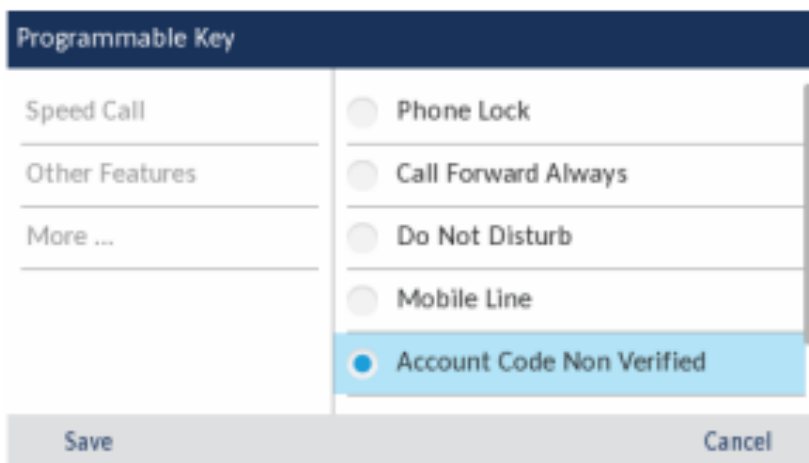 Programmable Key
Speed Call
Other Features
More ...
Phone Lock
Call Forward Always
Do Not Disturb
Mobile Line
Account Code Non Verified
Save
Cancel